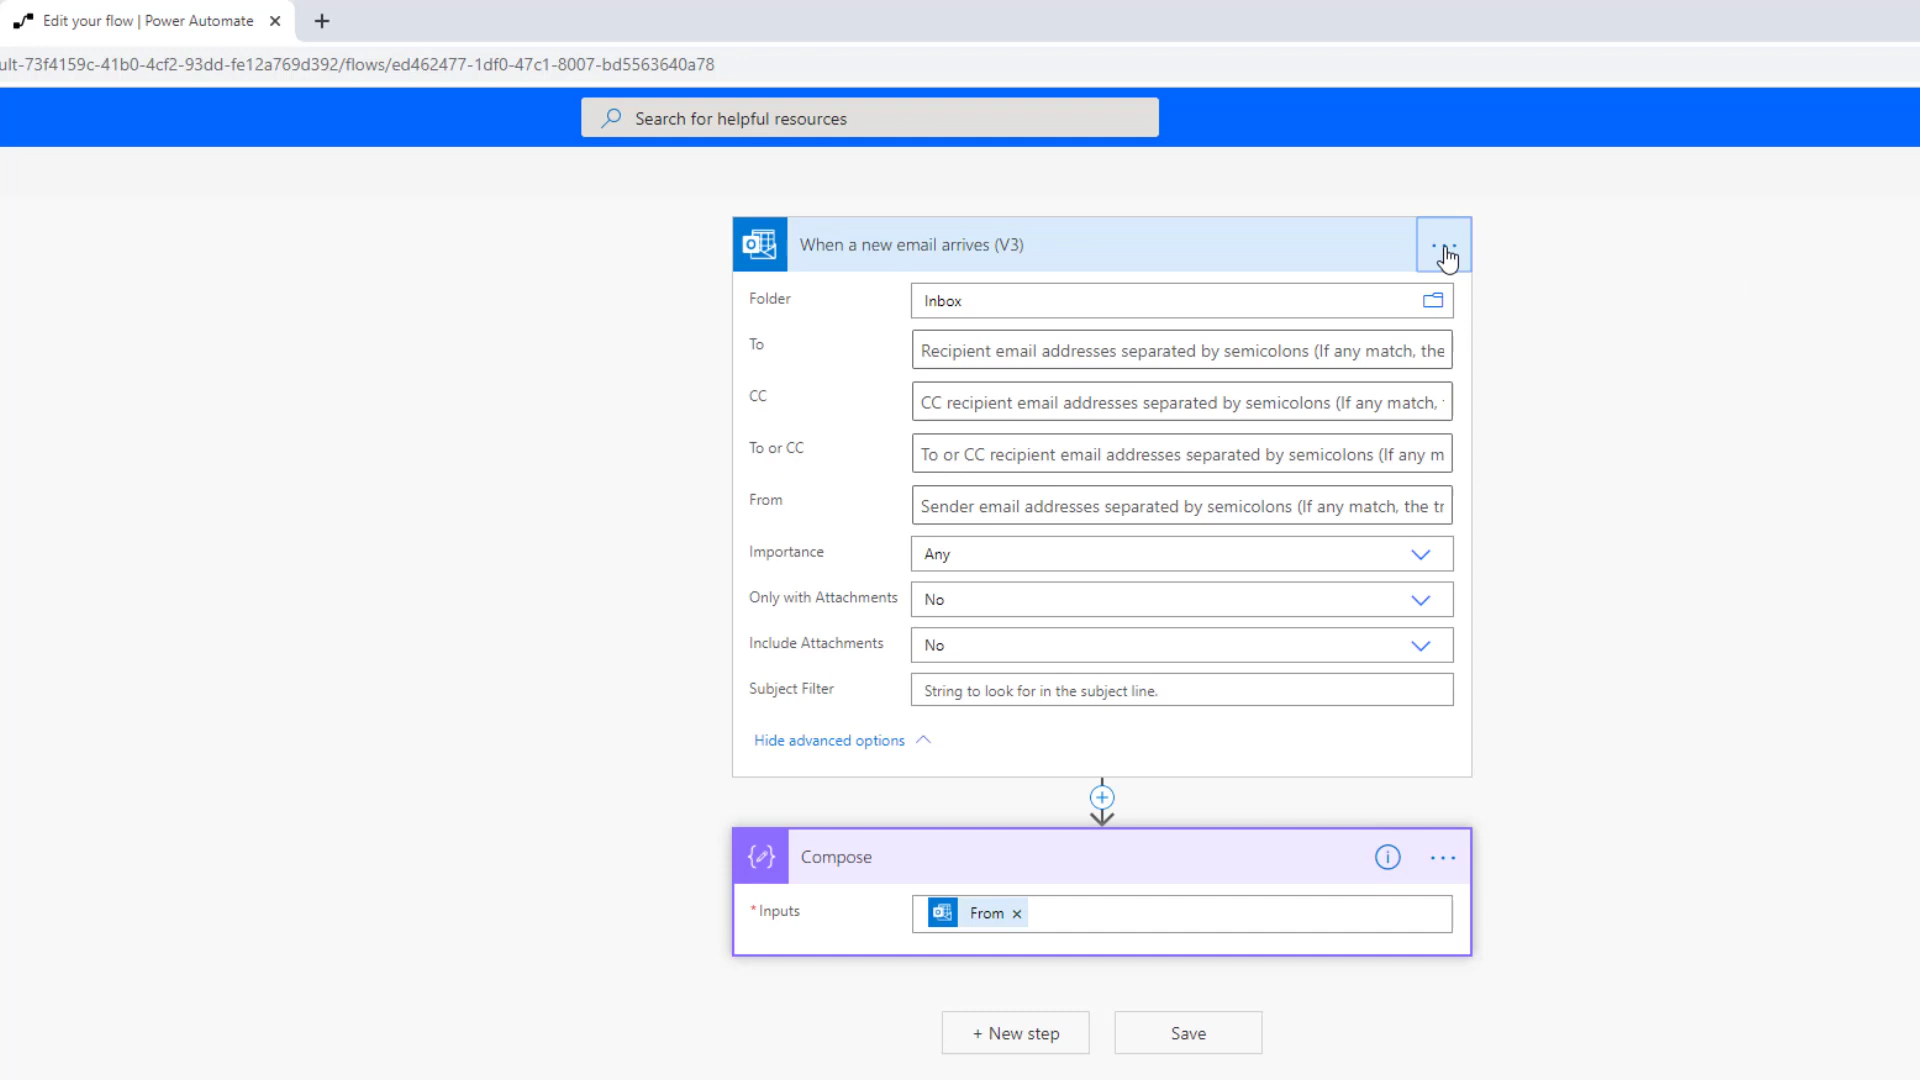 Edit your flow | Power Automate
ult-73f4159c-41b0-4cf2-93dd-fe12a769d392/flows/ed462477-1df0-47c1-8007-bd5563640a78
Search for helpful resources
When a new email arrives (V3)
Folder
Inbox
To
Recipient email addresses separated by semicolons (If any match, the
CC
CC recipient email addresses separated by semicolons (If any match,
To or CC
To or CC recipient email addresses separated by semicolons (If any m
From
Sender email addresses separated by semicolons (If any match, the tr
Importance
Any
Only with Attachments
No
Include Attachments
No
Subject Filter
String to look for in the subject line.
Hide advanced options
Compose
* Inputs
From
+ New step
Save